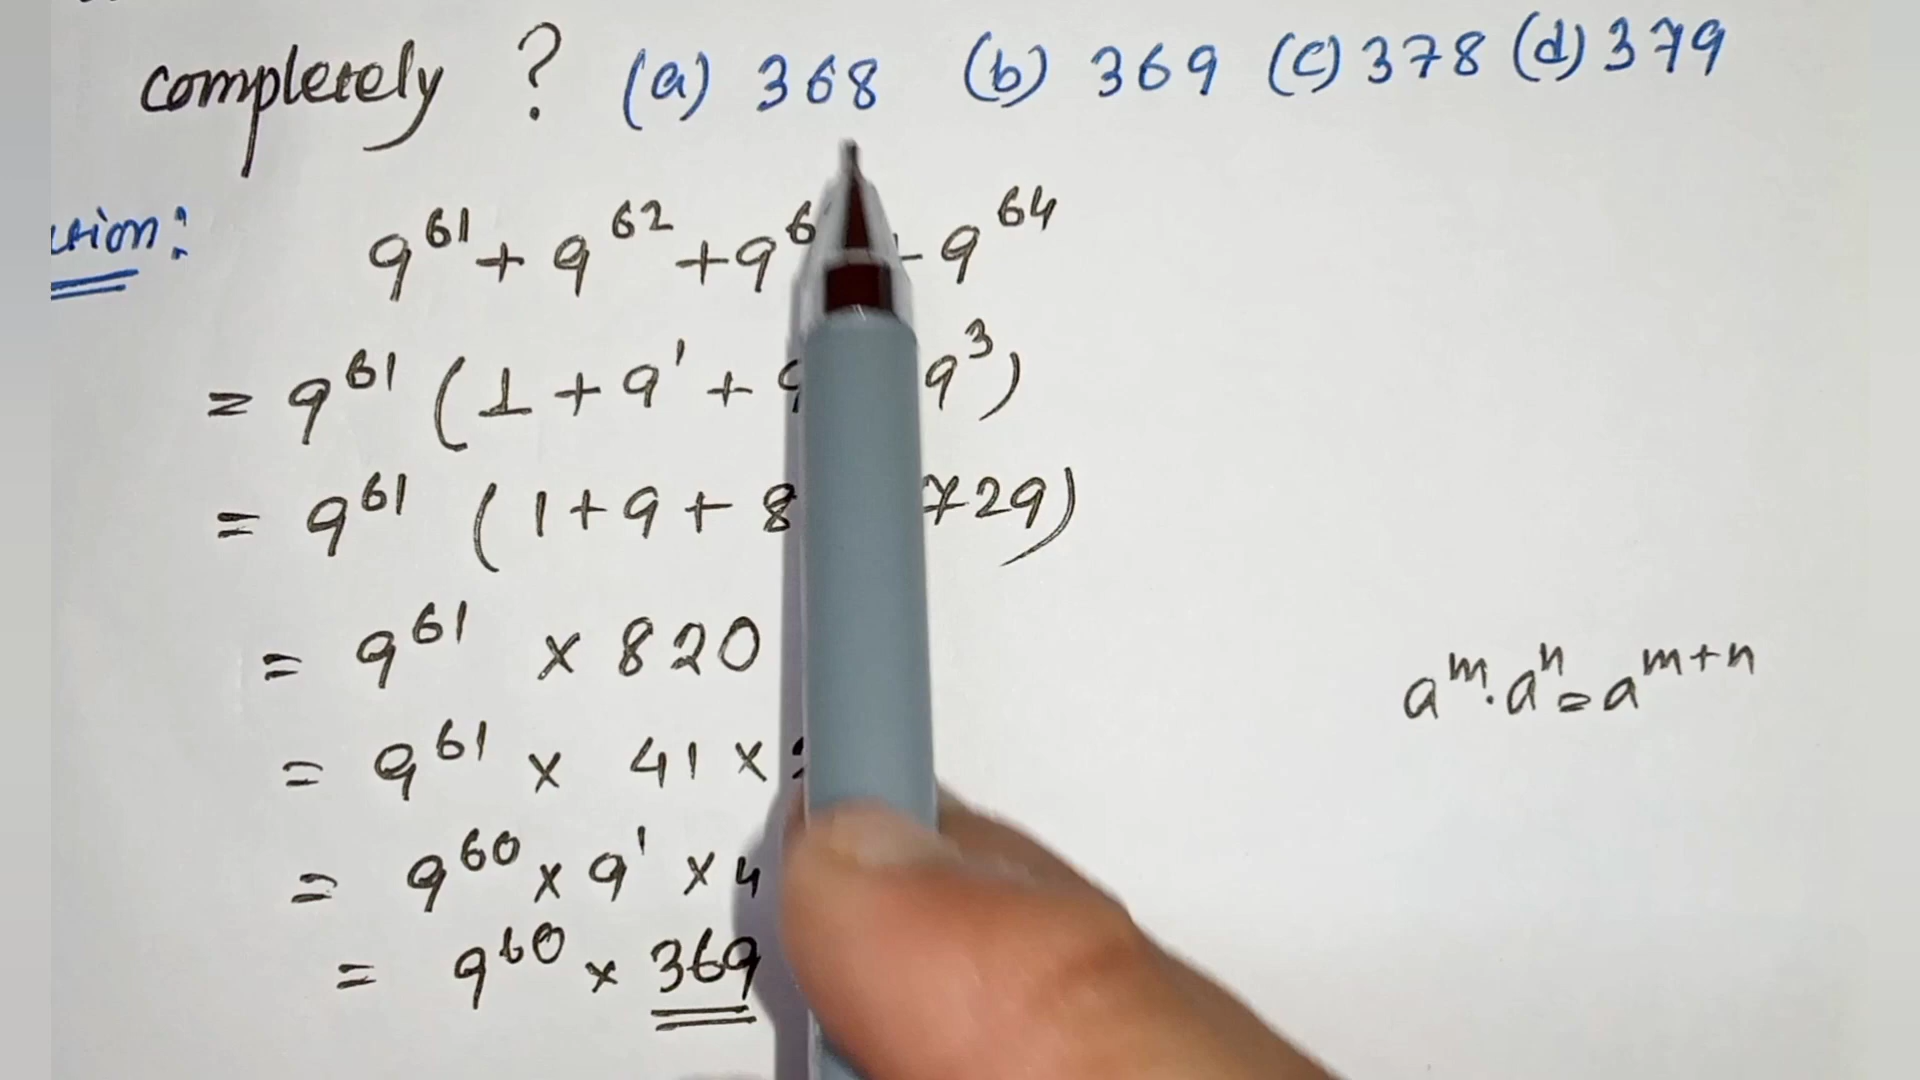 completely ? (a) 368 (b) 369 (c) 378 (d) 379
ution:
9^61 + 9^62 + 9^6 - 9^64
= 9^61 (1 + 9^1 + 9^3)
= 9^61 (1 + 9 + 8 729)
= 9^61 × 820
= 9^61 × 41 ×
a^m . a^n = a^m+n
= 9^60 × 9^1 × 4
= 9^60 × 369